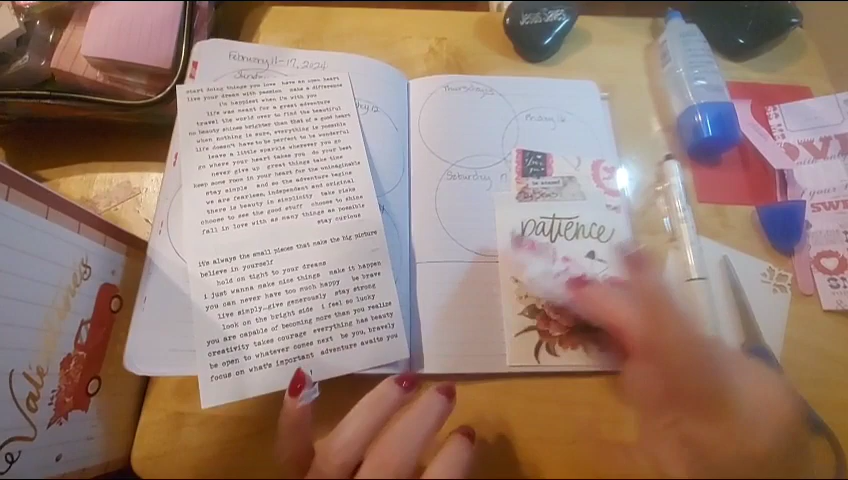 February 11-17, 2024
Jesus Saves
Thursday
Friday 16
Saturday 17
start doing things you love have an open heart
live your dream with passion make a difference
i'm happiest when i'm with you
life was meant for a great adventure
travel the world over to find the beautiful
no beauty shines brighter than that of a good heart
when nothing is sure, everything is possible
life doesn't have to be perfect to be wonderful
leave a little sparkle wherever you go
go where your heart takes you do your best
never give up great things take time
keep some room in your heart for the unimaginable
stay simple and so the adventure begins
we are fearless independent and original
there is beauty in simplicity take risks
choose to see the good stuff choose to shine
fall in love with as many things as possible
stay curious
it's always the small pieces that make the big picture
believe in yourself
hold on tight to your dreams
i just wanna make nice things make it happen
you can never have too much happy be brave
live simply-give generously stay strong
look on the bright side i feel so lucky
you are capable of becoming more than you realize
creativity takes courage everything has beauty
be open to whatever comes next be you, bravely
focus on what's important adventure awaits you
patience